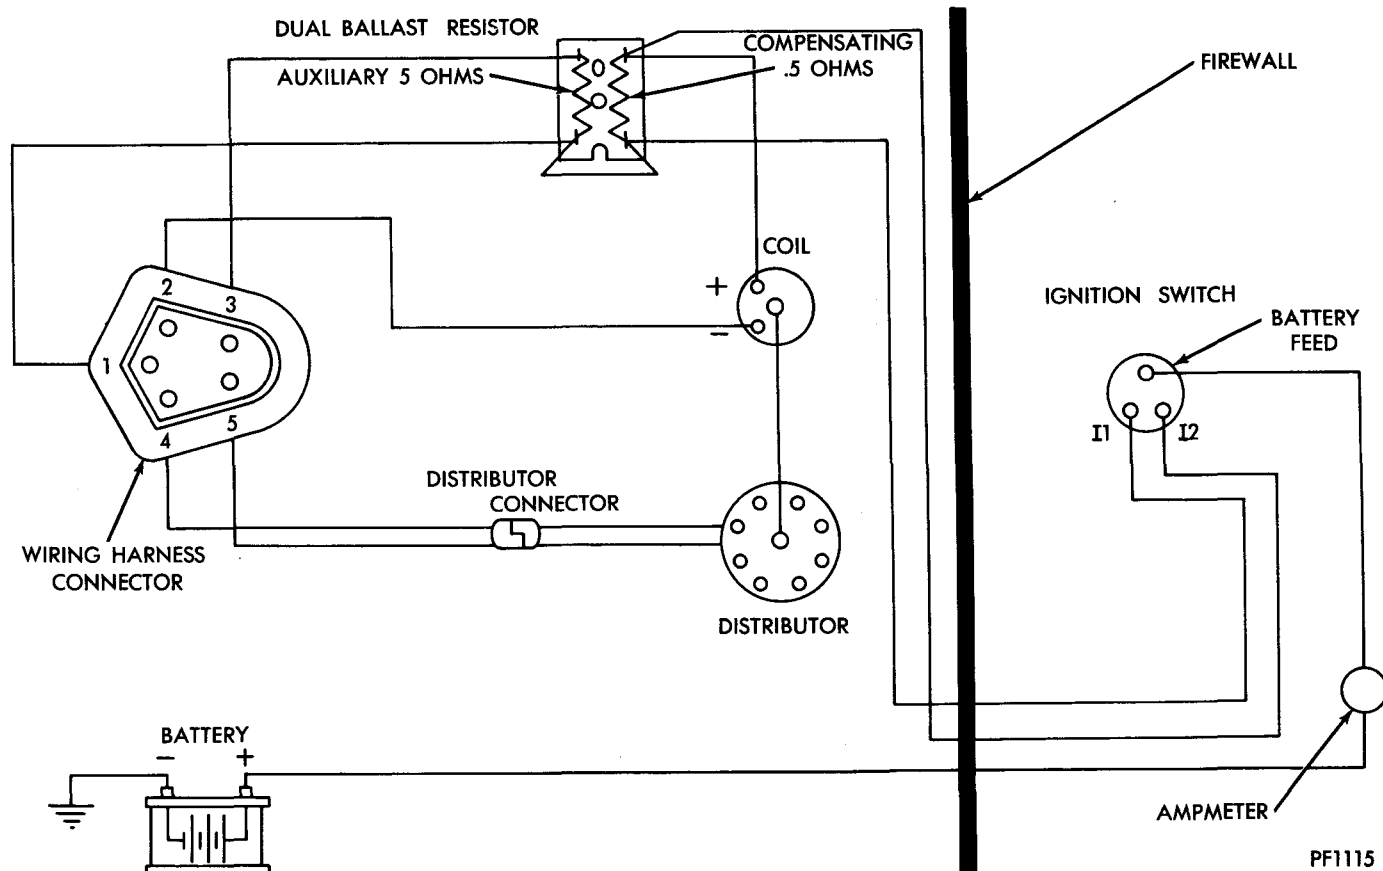 DUAL BALLAST RESISTOR
AUXILIARY 5 OHMS
COMPENSATING
.5 OHMS
FIREWALL
COIL
+
−
IGNITION SWITCH
BATTERY
FEED
I1
I2
1
2
3
4
5
WIRING HARNESS
CONNECTOR
DISTRIBUTOR
CONNECTOR
DISTRIBUTOR
BATTERY
− +
AMPMETER
PF1115